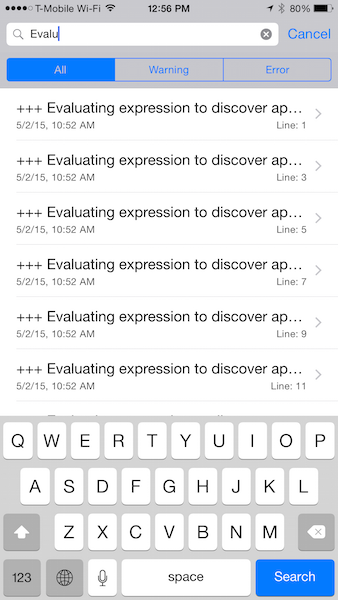 T-Mobile Wi-Fi 12:56 PM 80%
Evalu Cancel
All Warning Error
+++ Evaluating expression to discover ap…
5/2/15, 10:52 AM Line: 1
+++ Evaluating expression to discover ap…
5/2/15, 10:52 AM Line: 3
+++ Evaluating expression to discover ap…
5/2/15, 10:52 AM Line: 5
+++ Evaluating expression to discover ap…
5/2/15, 10:52 AM Line: 7
+++ Evaluating expression to discover ap…
5/2/15, 10:52 AM Line: 9
+++ Evaluating expression to discover ap…
5/2/15, 10:52 AM Line: 11
Q W E R T Y U I O P
A S D F G H J K L
Z X C V B N M
123 space Search